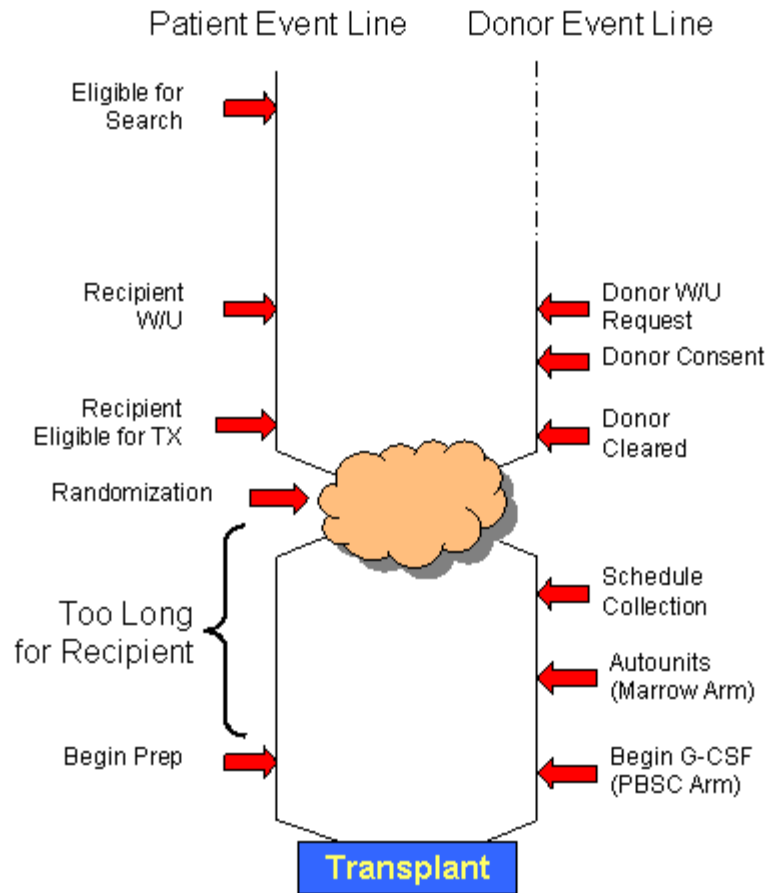 Patient Event Line
Donor Event Line
Eligible for
Search
Recipient
W/U
Donor W/U
Request
Donor Consent
Recipient
Eligible for TX
Donor
Cleared
Randomization
Too Long
for Recipient
Schedule
Collection
Autounits
(Marrow Arm)
Begin Prep
Begin G-CSF
(PBSC Arm)
Transplant